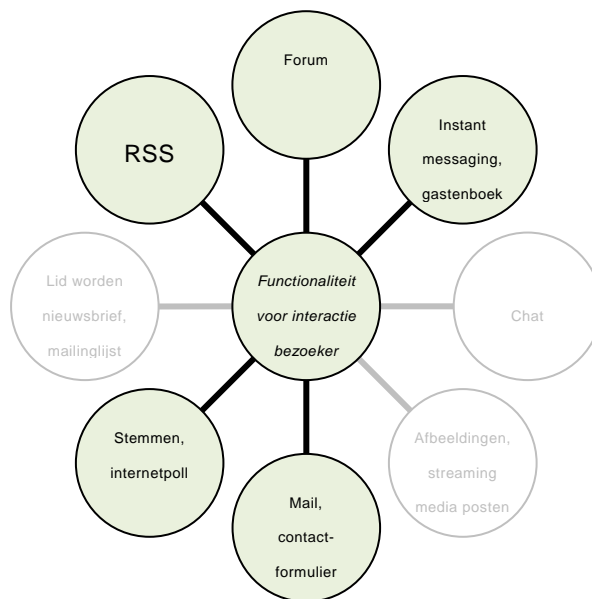 Forum
RSS
Instant
messaging,
gastenboek
Lid worden
nieuwsbrief,
mailinglijst
Functionaliteit
voor interactie
bezoeker
Chat
Stemmen,
internetpoll
Afbeeldingen,
streaming
media posten
Mail,
contact-
formulier